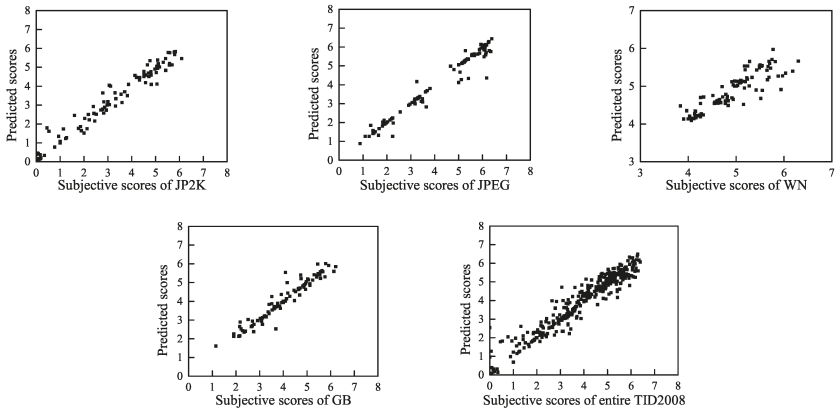 8
7
6
5
4
3
2
1
0
Predicted scores
0 1 2 3 4 5 6 7 8
Subjective scores of JP2K
8
7
6
5
4
3
2
1
0
Predicted scores
0 1 2 3 4 5 6 7 8
Subjective scores of JPEG
7
6
5
4
3
Predicted scores
3 4 5 6 7
Subjective scores of WN
8
7
6
5
4
3
2
1
0
Predicted scores
0 1 2 3 4 5 6 7 8
Subjective scores of GB
8
7
6
5
4
3
2
1
0
Predicted scores
0 1 2 3 4 5 6 7 8
Subjective scores of entire TID2008